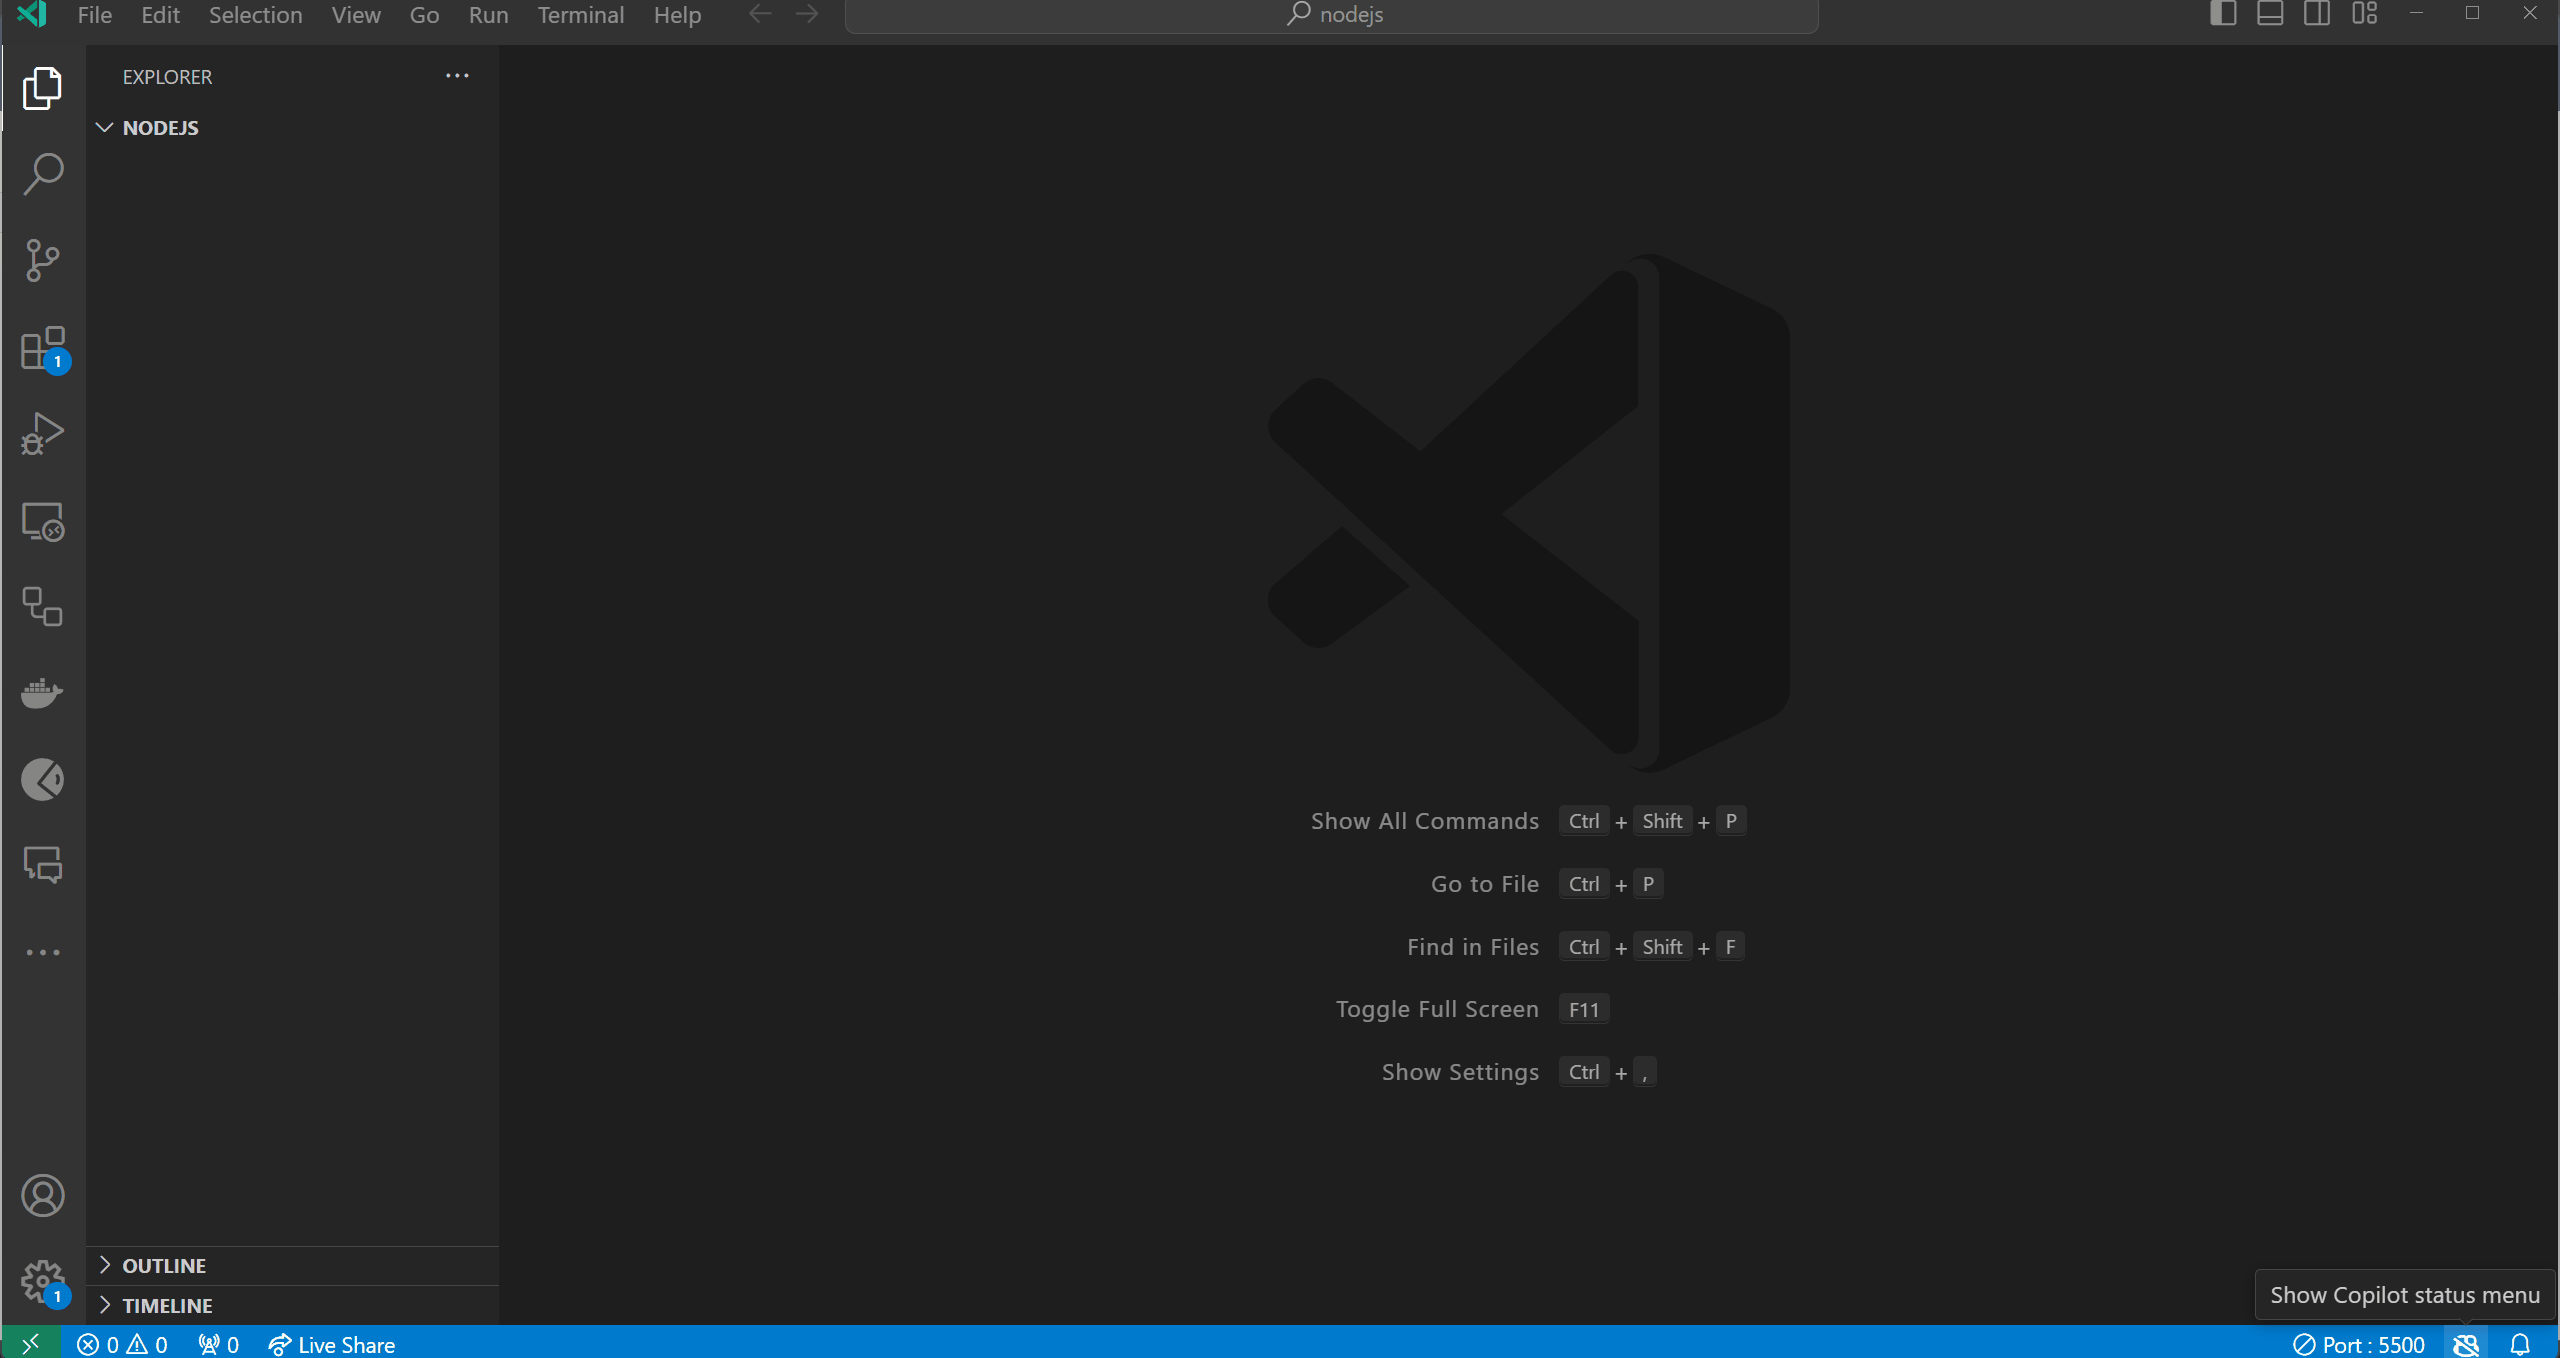 File Edit Selection View Go Run Terminal Help
nodejs
EXPLORER
NODEJS
1
Show All Commands Ctrl + Shift + P
Go to File Ctrl + P
Find in Files Ctrl + Shift + F
Toggle Full Screen F11
Show Settings Ctrl + ,
OUTLINE
1
TIMELINE
Show Copilot status menu
0 0 0 Live Share Port : 5500